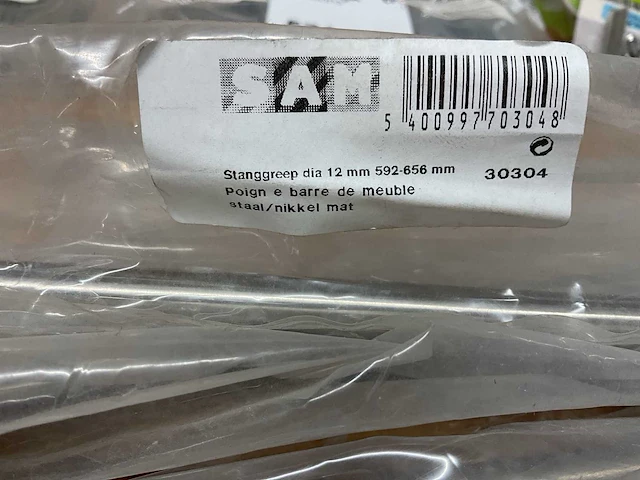 SAM
5 400997 703048
Stanggreep dia 12 mm 592-656 mm 30304
Poign e barre de meuble
staal/nikkel mat